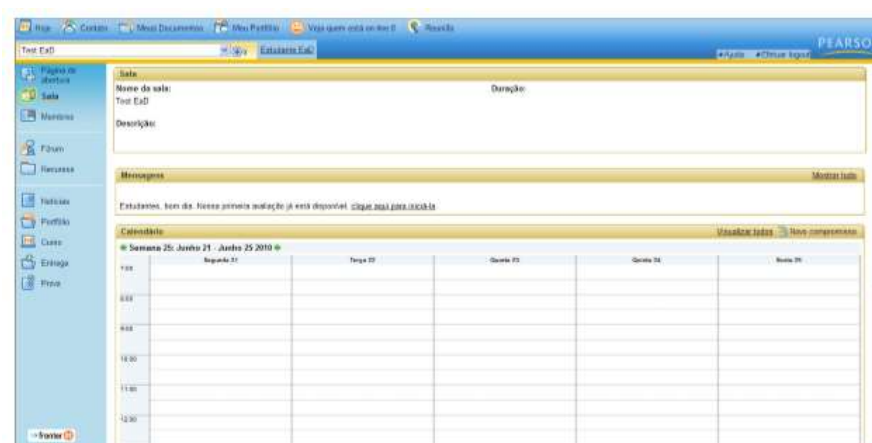 Hoje Contato Meus Documentos Meu Portfólio Veja quem está on-line Reunião
Test EaD Estudante EaD PEARSO
Ajuda Efetuar logout
Página de abertura
Sala
Membros
Fórum
Recursos
Notícias
Portfólio
Curso
Entrega
Prova
fronter
Sala
Nome da sala: Duração:
Test EaD
Descrição:
Mensagens Mostrar tudo
Estudantes, bom dia. Nossa primeira avaliação já está disponível, clique aqui para iniciá-la
Calendário Visualizar todos Novo compromisso
Semana 25: Junho 21 - Junho 25 2010
Segunda 21 Terça 22 Quarta 23 Quinta 24 Sexta 25
7:00
8:00
9:00
10:00
11:00
12:00